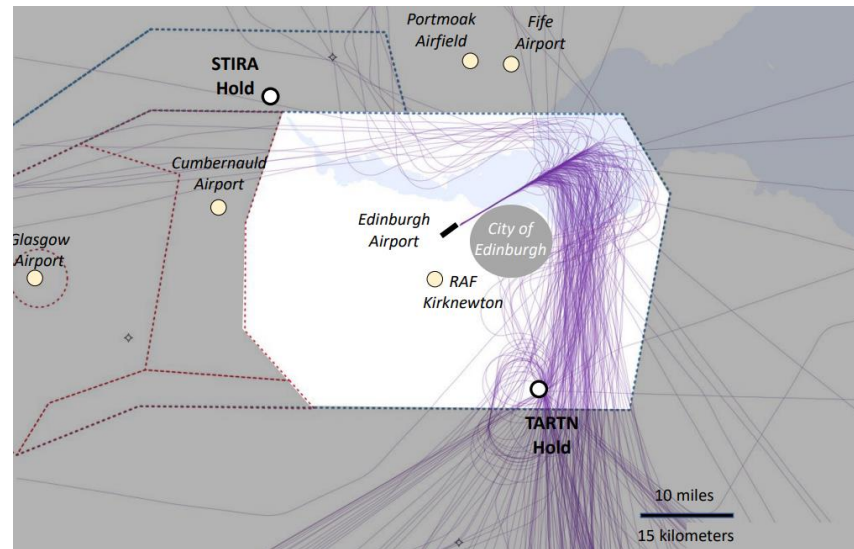 Portmoak
Airfield
Fife
Airport
STIRA
Hold
Cumbernauld
Airport
Edinburgh
Airport
City of
Edinburgh
Glasgow
Airport
RAF
Kirknewton
TARTN
Hold
10 miles
15 kilometers